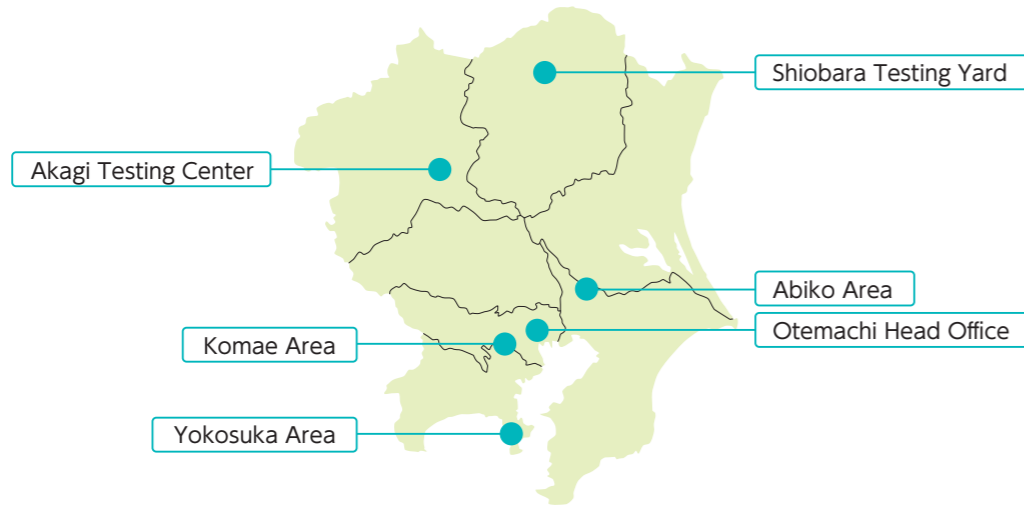 Shiobara Testing Yard
Akagi Testing Center
Abiko Area
Otemachi Head Office
Komae Area
Yokosuka Area